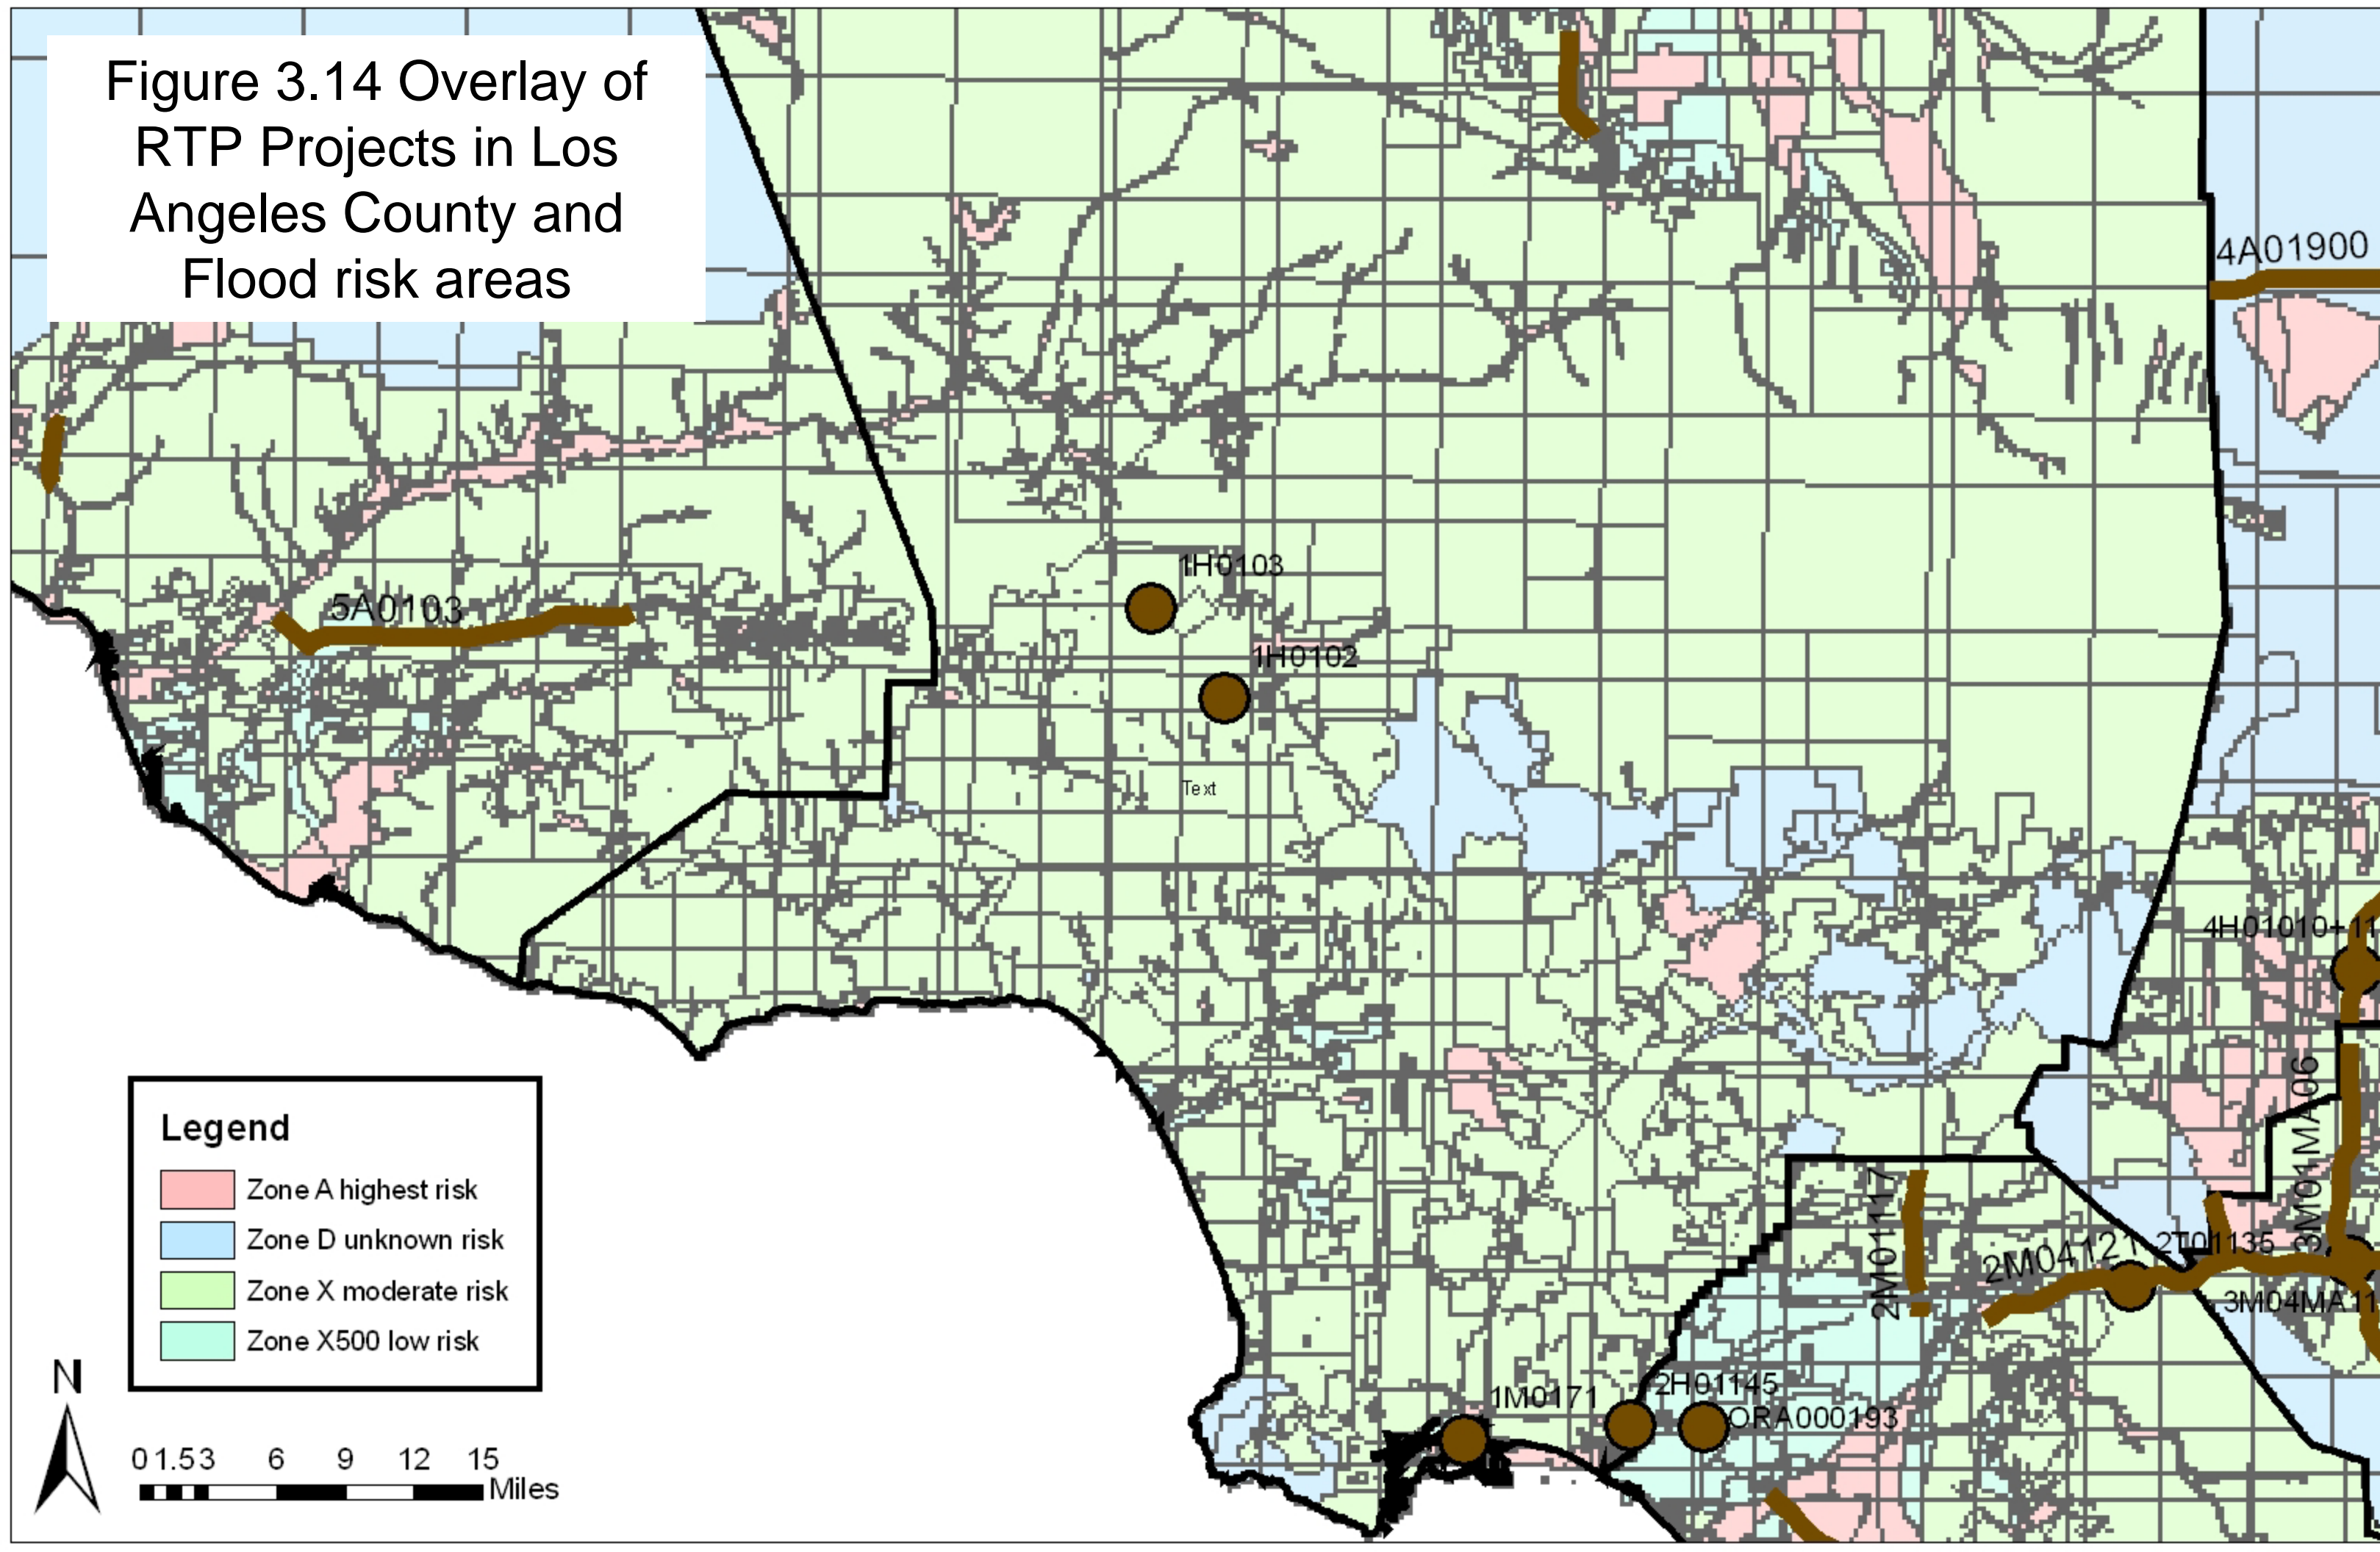 Figure 3.14 Overlay of
RTP Projects in Los
Angeles County and
Flood risk areas
4A01900
1H0103
5A0103
1H0102
Text
4H01010+11
3M01MA06
2M01117
2M04121
2T01135
3M04MA11
1M0171
2H01145
ORA000193
Legend
Zone A highest risk
Zone D unknown risk
Zone X moderate risk
Zone X500 low risk
N
0 1.5 3 6 9 12 15
Miles